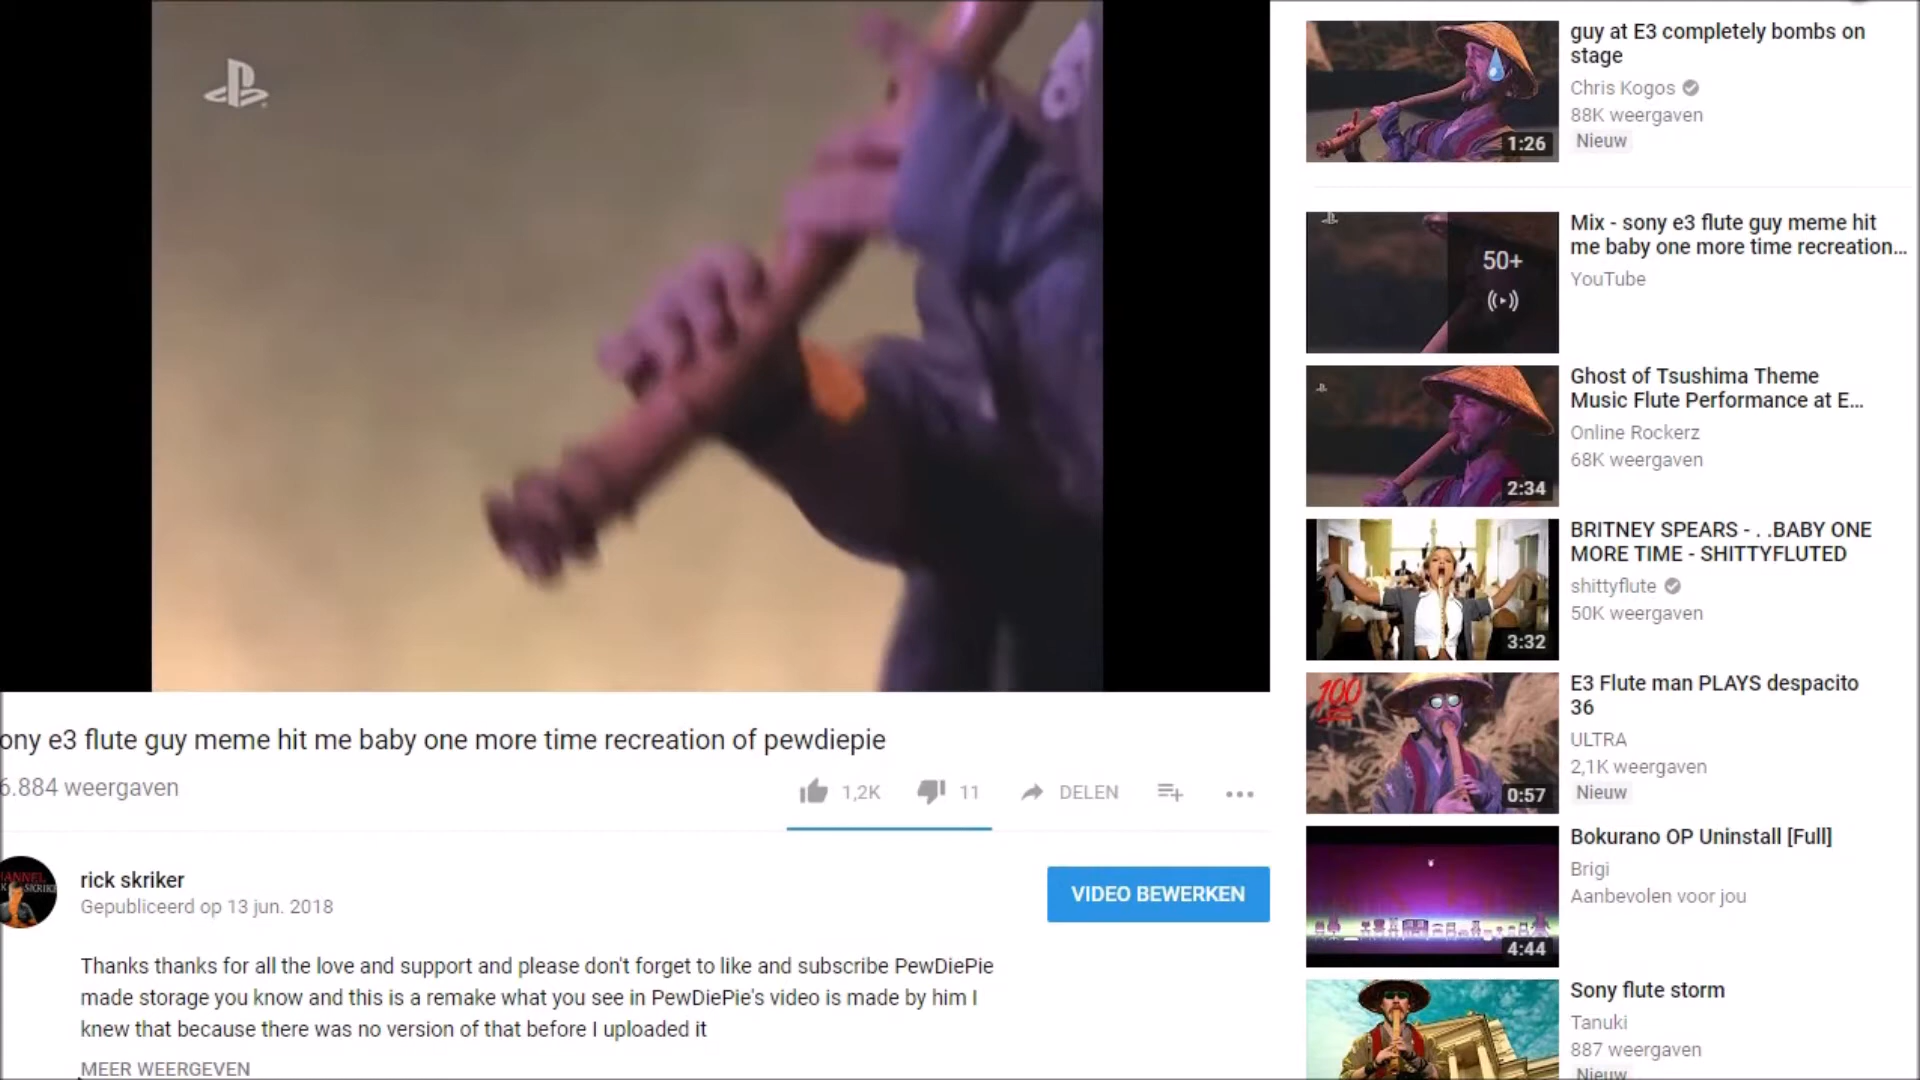 ony e3 flute guy meme hit me baby one more time recreation of pewdiepie
6.884 weergaven
1,2K
11
DELEN
rick skriker
Gepubliceerd op 13 jun. 2018
VIDEO BEWERKEN
Thanks thanks for all the love and support and please don't forget to like and subscribe PewDiePie
made storage you know and this is a remake what you see in PewDiePie's video is made by him I
knew that because there was no version of that before I uploaded it
MEER WEERGEVEN
guy at E3 completely bombs on
stage
Chris Kogos
88K weergaven
Nieuw
1:26
Mix - sony e3 flute guy meme hit
me baby one more time recreation...
YouTube
50+
Ghost of Tsushima Theme
Music Flute Performance at E...
Online Rockerz
68K weergaven
2:34
BRITNEY SPEARS - . .BABY ONE
MORE TIME - SHITTYFLUTED
shittyflute
50K weergaven
3:32
E3 Flute man PLAYS despacito
36
ULTRA
2,1K weergaven
Nieuw
100
0:57
Bokurano OP Uninstall [Full]
Brigi
Aanbevolen voor jou
4:44
Sony flute storm
Tanuki
887 weergaven
Nieuw